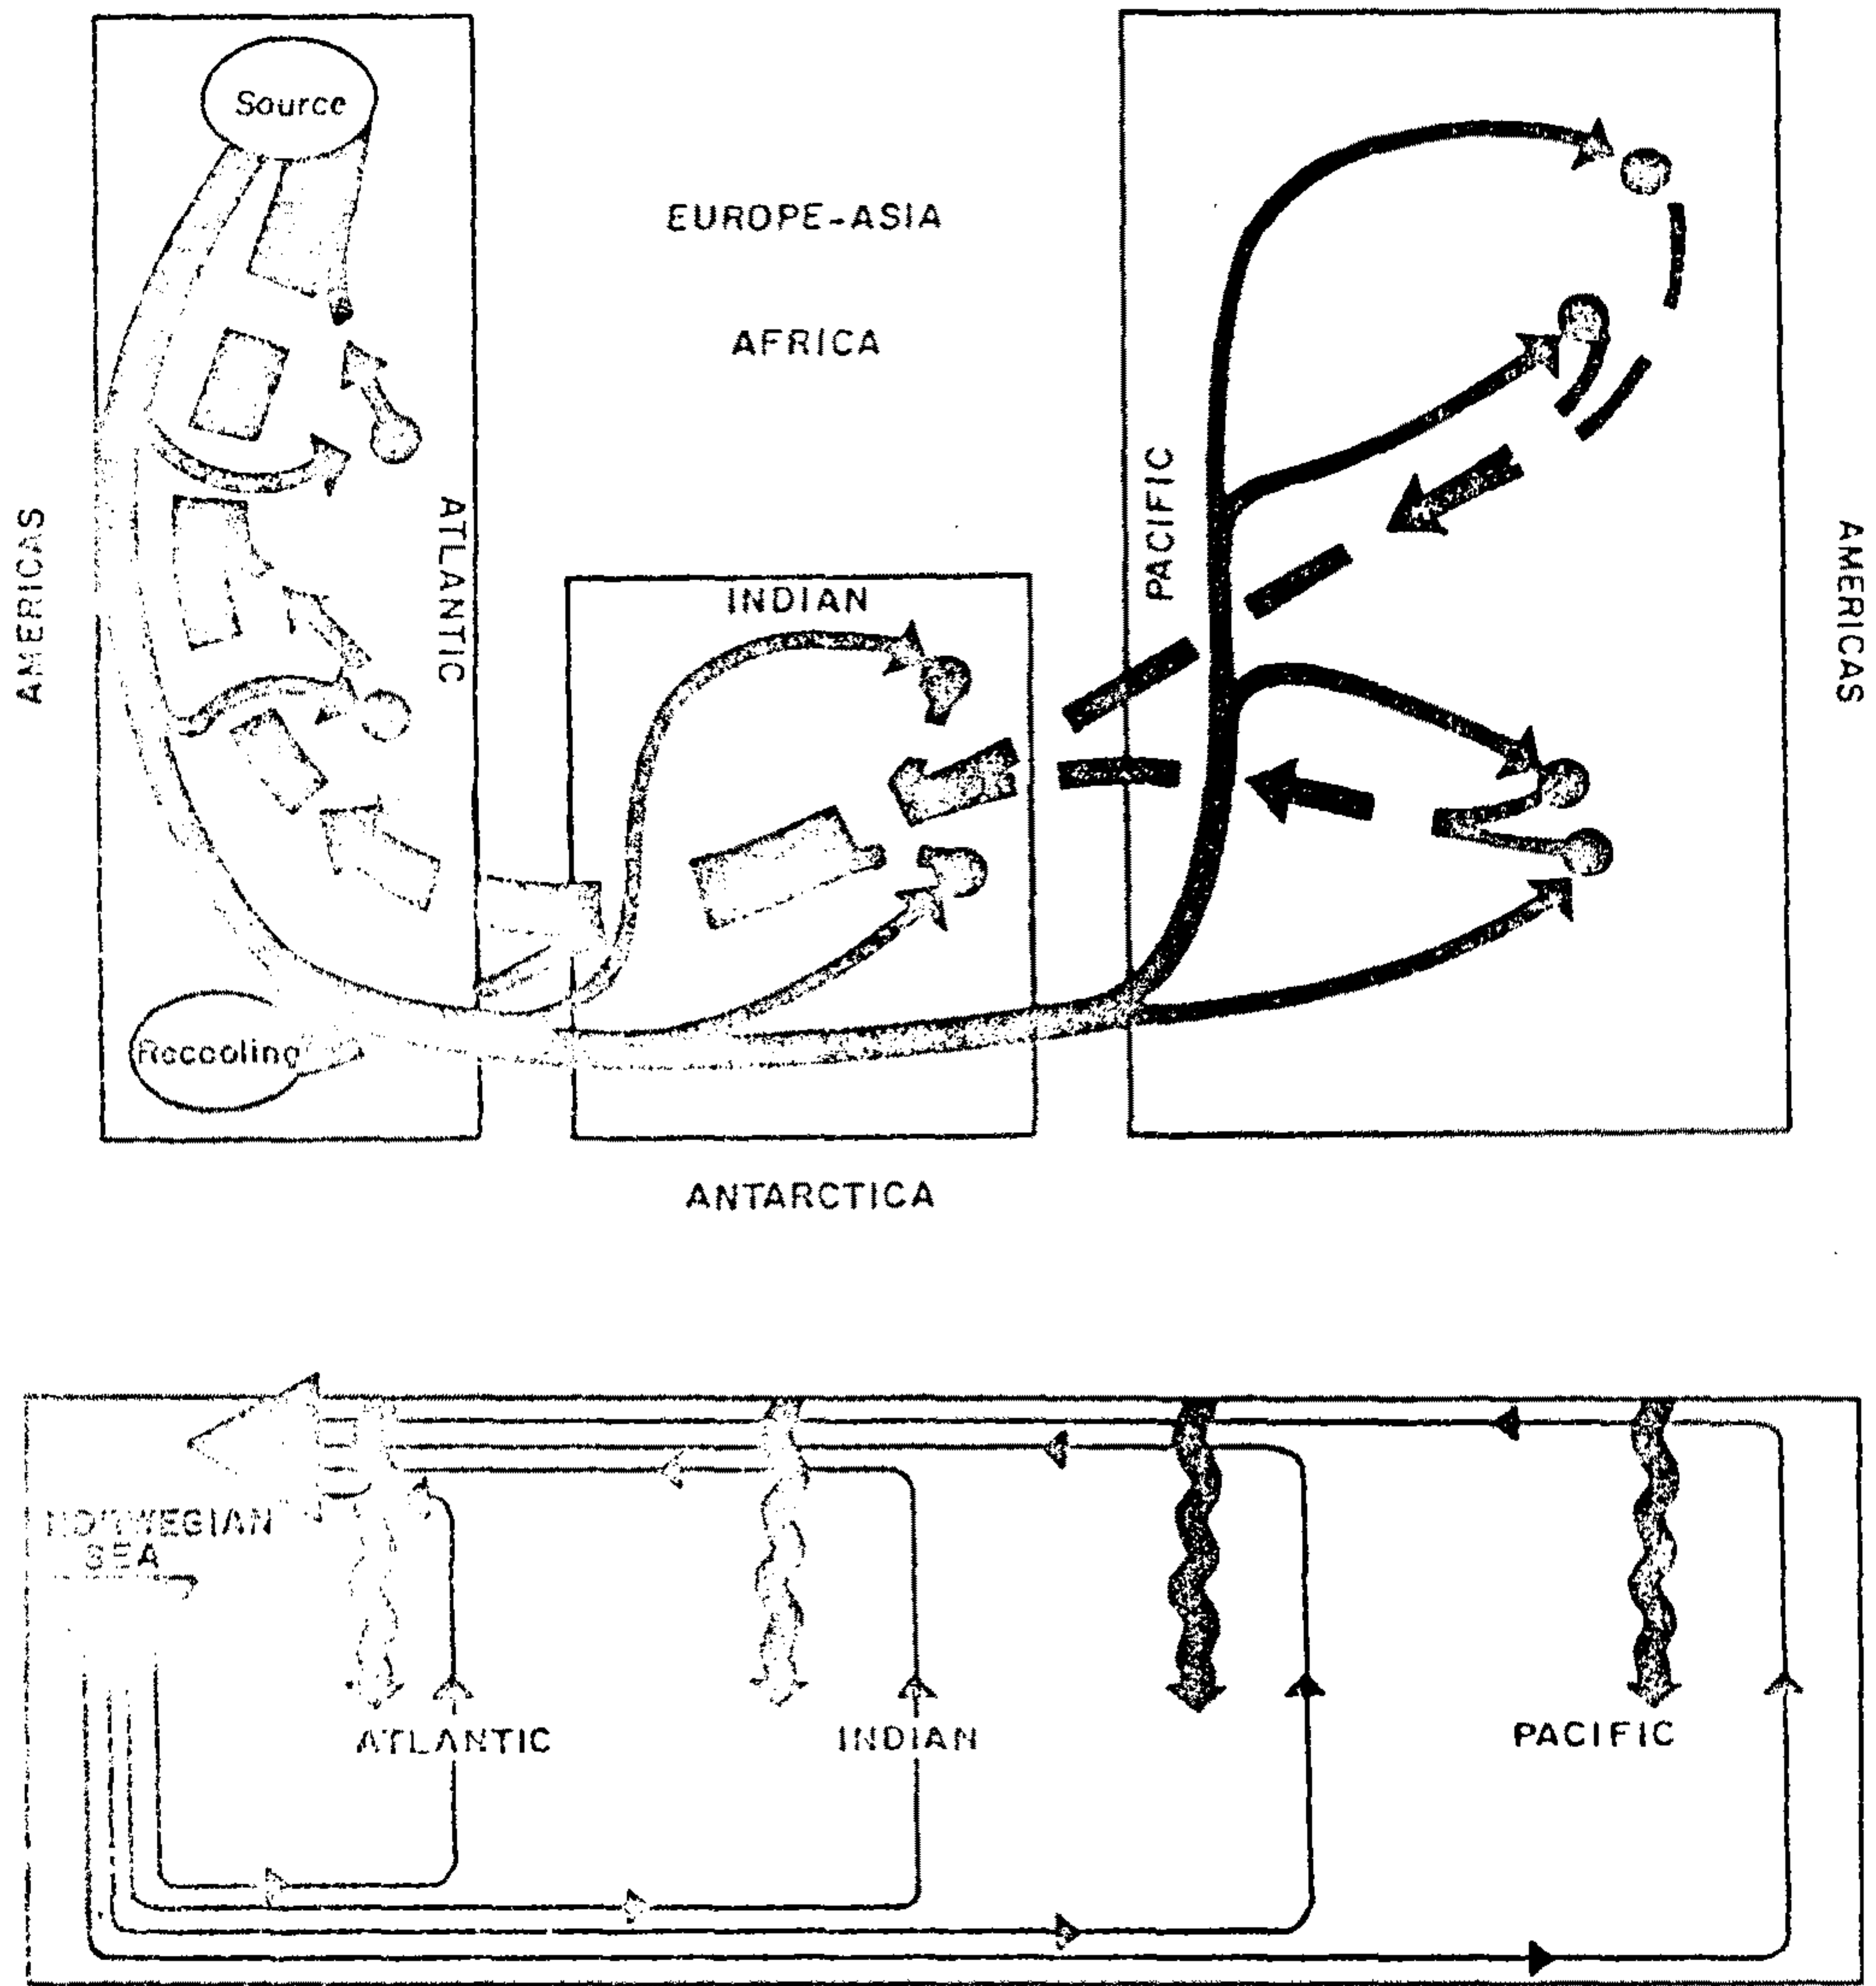 Source
EUROPE-ASIA
AFRICA
AMERICAS
ATLANTIC
INDIAN
PACIFIC
AMERICAS
Recooling
ANTARCTICA
NORWEGIAN
SEA
ATLANTIC
INDIAN
PACIFIC